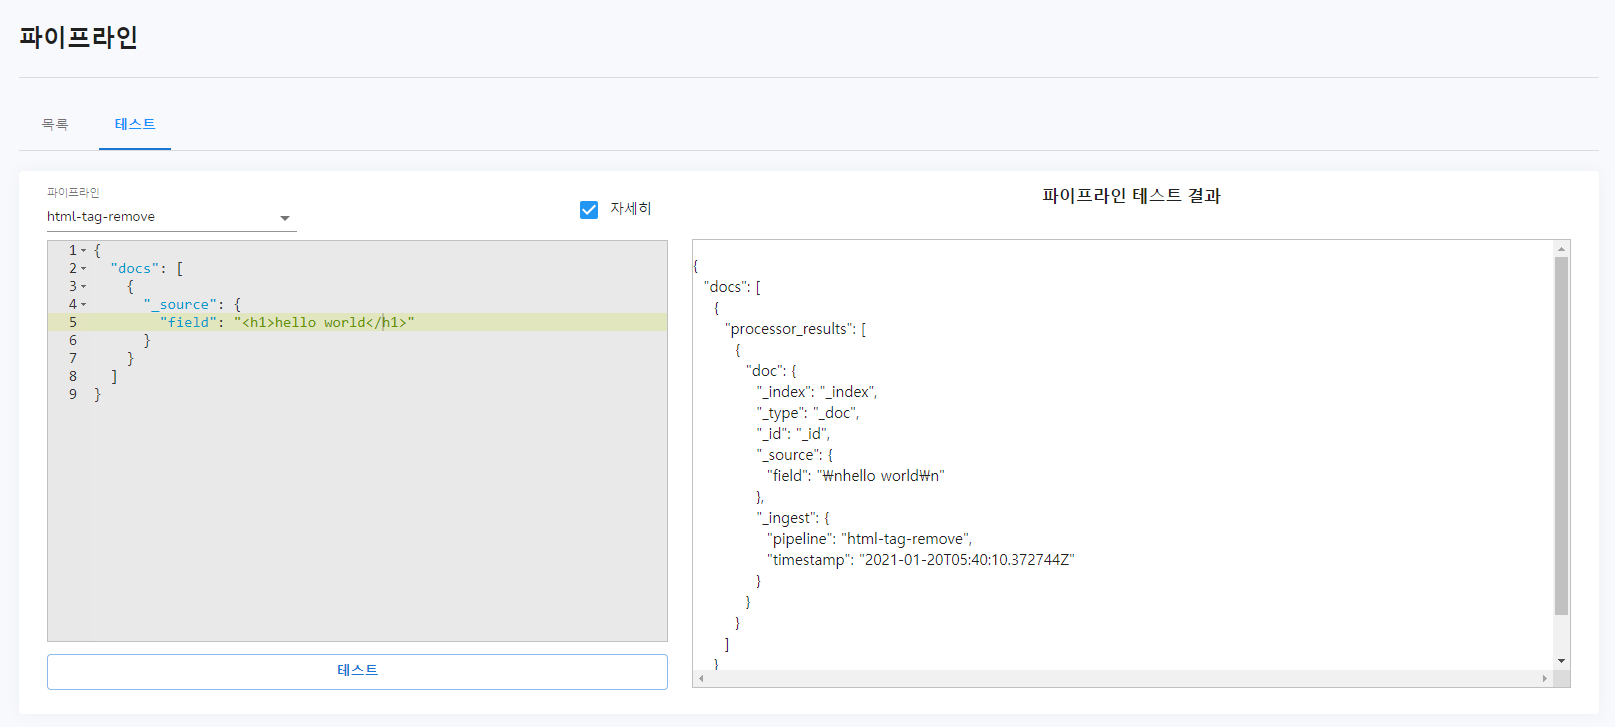 파이프라인
목록
테스트
파이프라인
html-tag-remove
자세히
1 {
2   "docs": [
3     {
4       "_source": {
5         "field": "<h1>hello world</h1>"
6       }
7     }
8   ]
9 }
테스트
파이프라인 테스트 결과
{
  "docs": [
    {
      "processor_results": [
        {
          "doc": {
            "_index": "_index",
            "_type": "_doc",
            "_id": "_id",
            "_source": {
              "field": "₩nhello world₩n"
            },
            "_ingest": {
              "pipeline": "html-tag-remove",
              "timestamp": "2021-01-20T05:40:10.372744Z"
            }
          }
        }
      ]
    }